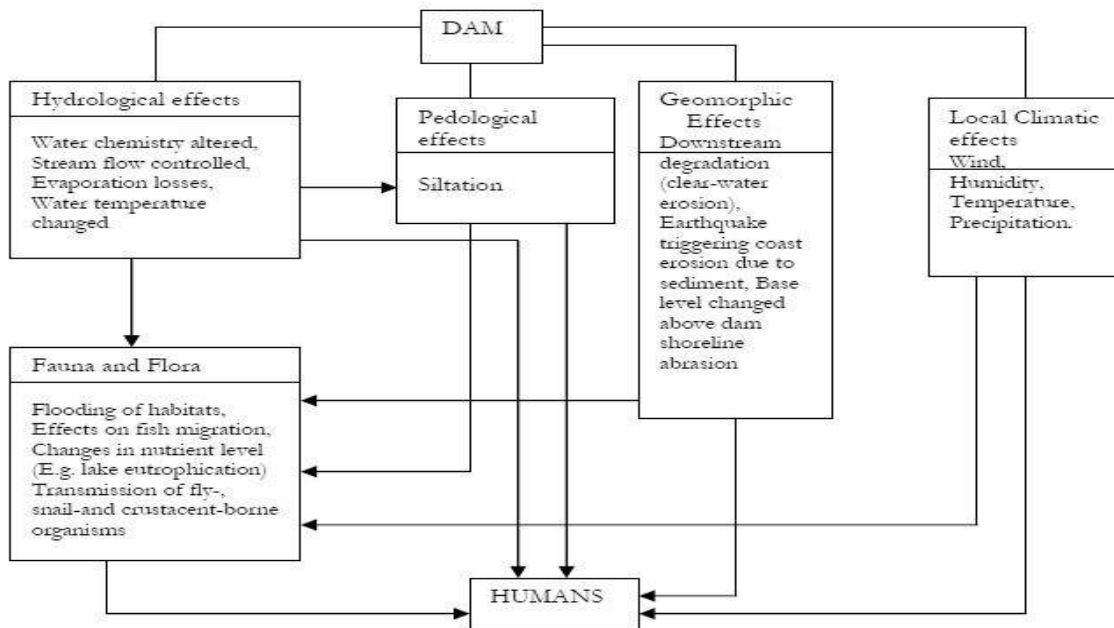 DAM
Hydrological effects
Water chemistry altered,
Stream flow controlled,
Evaporation losses,
Water temperature
changed
Pedological
effects
Siltation
Geomorphic
Effects
Downstream
degradation
(clear-water
erosion),
Earthquake
triggering coast
erosion due to
sediment, Base
level changed
above dam
shoreline
abrasion
Local Climatic
effects
Wind,
Humidity,
Temperature,
Precipitation.
Fauna and Flora
Flooding of habitats,
Effects on fish migration,
Changes in nutrient level
(E.g. lake eutrophication)
Transmission of fly-,
snail-and crustacent-borne
organisms
HUMANS